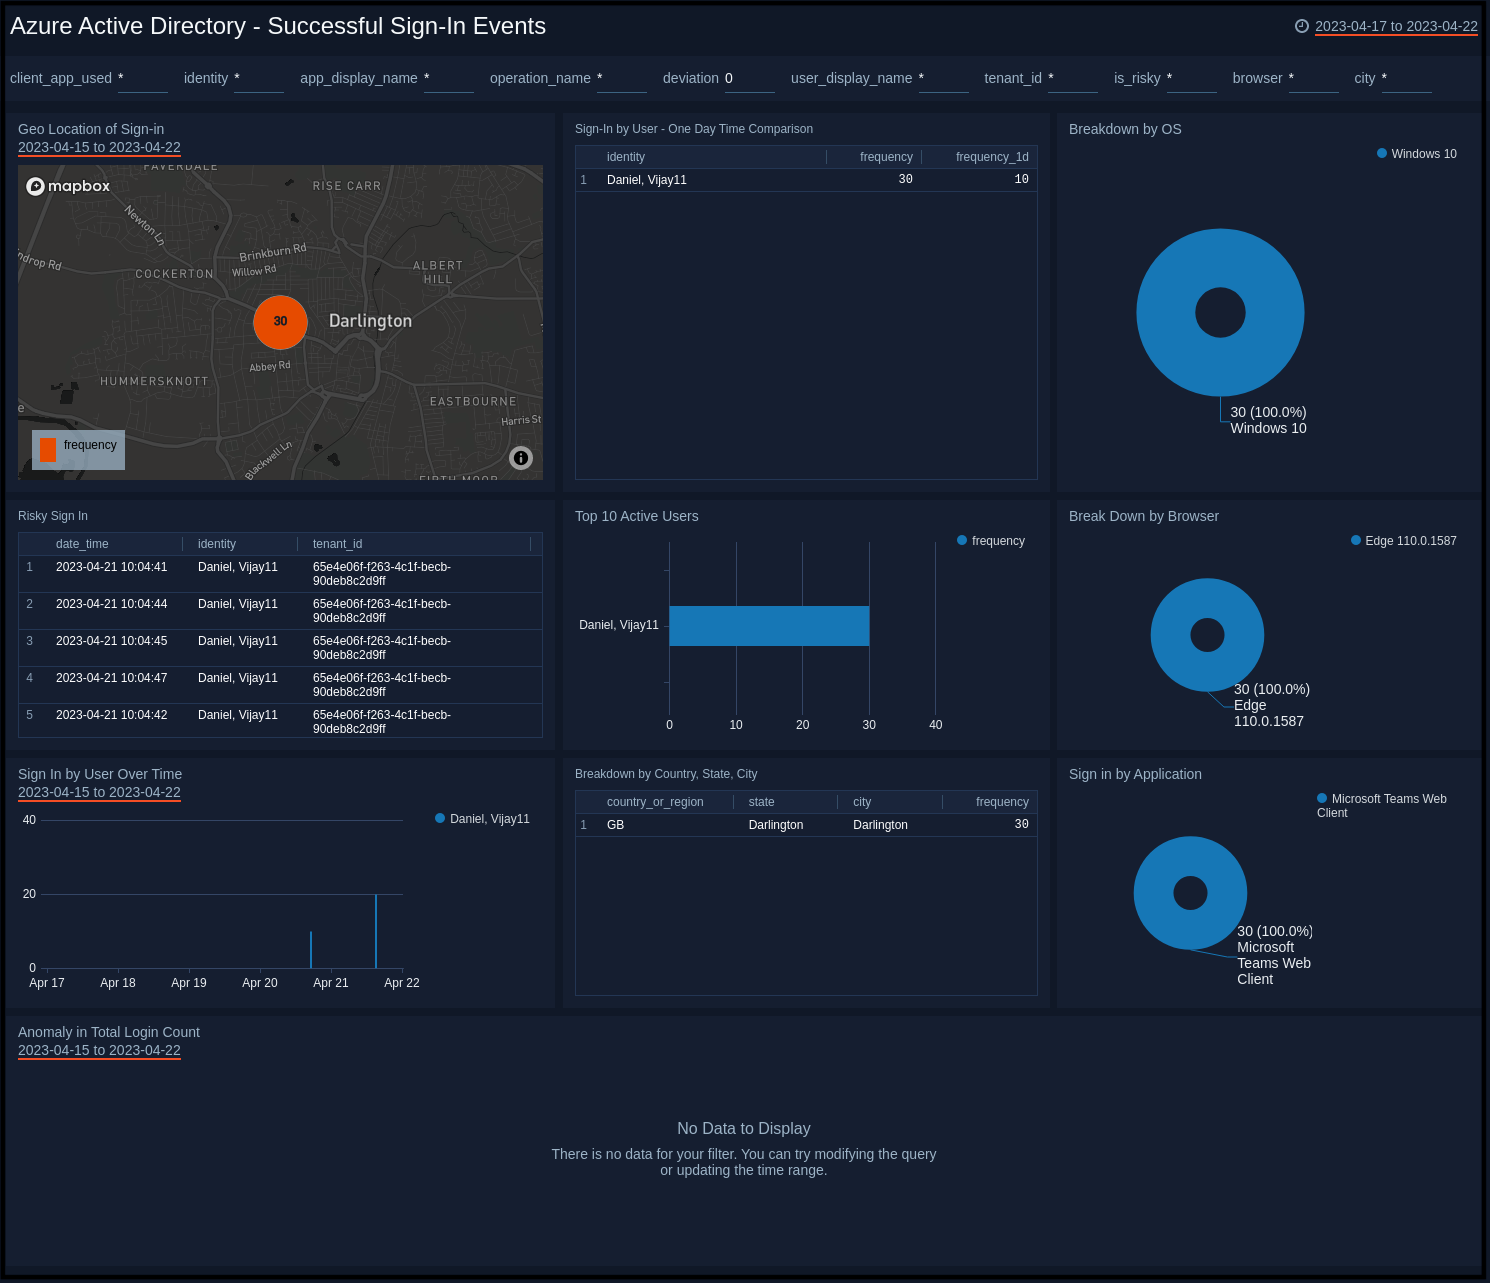 Azure Active Directory - Successful Sign-In Events
2023-04-17 to 2023-04-22
client_app_used * identity * app_display_name * operation_name * deviation 0 user_display_name * tenant_id * is_risky * browser * city *
Geo Location of Sign-in
2023-04-15 to 2023-04-22
FAVERDALE
mapbox
RISE CARR
Newton Ln
Brinkburn Rd
COCKERTON
Willow Rd
ALBERT
HILL
30
Darlington
Abbey Rd
HUMMERSKNOTT
EASTBOURNE
Harris St
frequency
Blackwell Ln
FIRTH MOOR
Sign-In by User - One Day Time Comparison
identity frequency frequency_1d
1 Daniel, Vijay11 30 10
Breakdown by OS
Windows 10
30 (100.0%)
Windows 10
Risky Sign In
date_time identity tenant_id
1 2023-04-21 10:04:41 Daniel, Vijay11 65e4e06f-f263-4c1f-becb-
90deb8c2d9ff
2 2023-04-21 10:04:44 Daniel, Vijay11 65e4e06f-f263-4c1f-becb-
90deb8c2d9ff
3 2023-04-21 10:04:45 Daniel, Vijay11 65e4e06f-f263-4c1f-becb-
90deb8c2d9ff
4 2023-04-21 10:04:47 Daniel, Vijay11 65e4e06f-f263-4c1f-becb-
90deb8c2d9ff
5 2023-04-21 10:04:42 Daniel, Vijay11 65e4e06f-f263-4c1f-becb-
90deb8c2d9ff
Top 10 Active Users
frequency
Daniel, Vijay11
0 10 20 30 40
Break Down by Browser
Edge 110.0.1587
30 (100.0%)
Edge
110.0.1587
Sign In by User Over Time
2023-04-15 to 2023-04-22
Daniel, Vijay11
40
20
0
Apr 17 Apr 18 Apr 19 Apr 20 Apr 21 Apr 22
Breakdown by Country, State, City
country_or_region state city frequency
1 GB Darlington Darlington 30
Sign in by Application
Microsoft Teams Web
Client
30 (100.0%)
Microsoft
Teams Web
Client
Anomaly in Total Login Count
2023-04-15 to 2023-04-22
No Data to Display
There is no data for your filter. You can try modifying the query
or updating the time range.